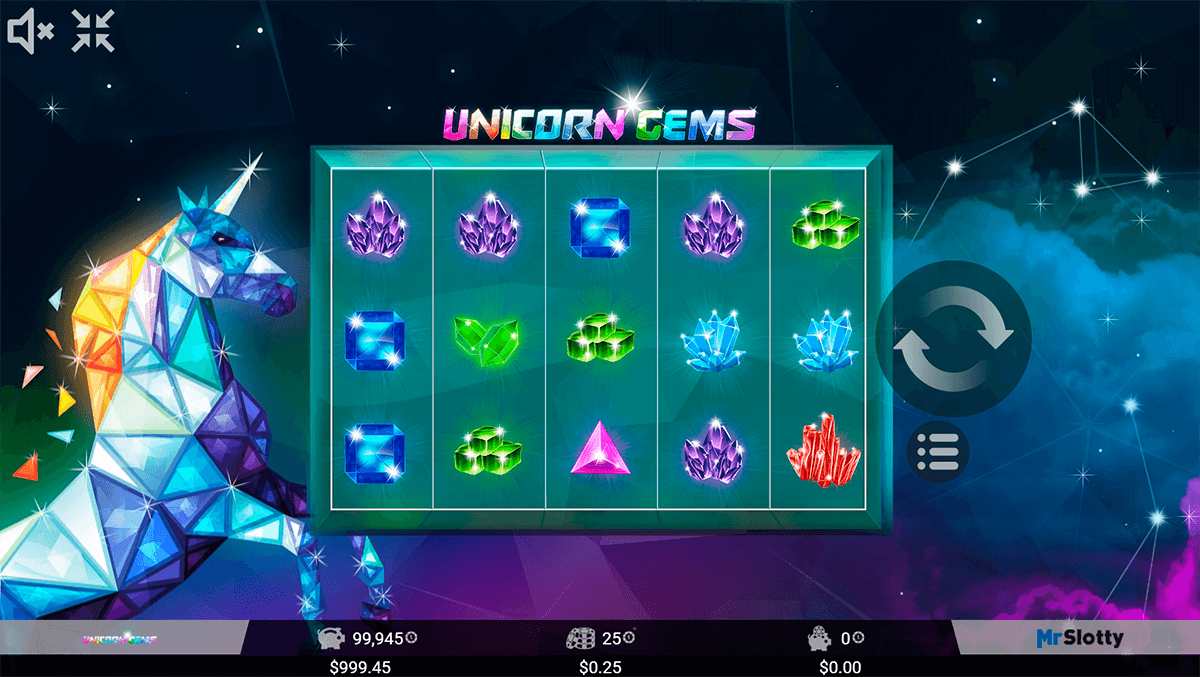 UNICORN GEMS
UNICORN GEMS
99,945
25
0
MrSlotty
$999.45
$0.25
$0.00